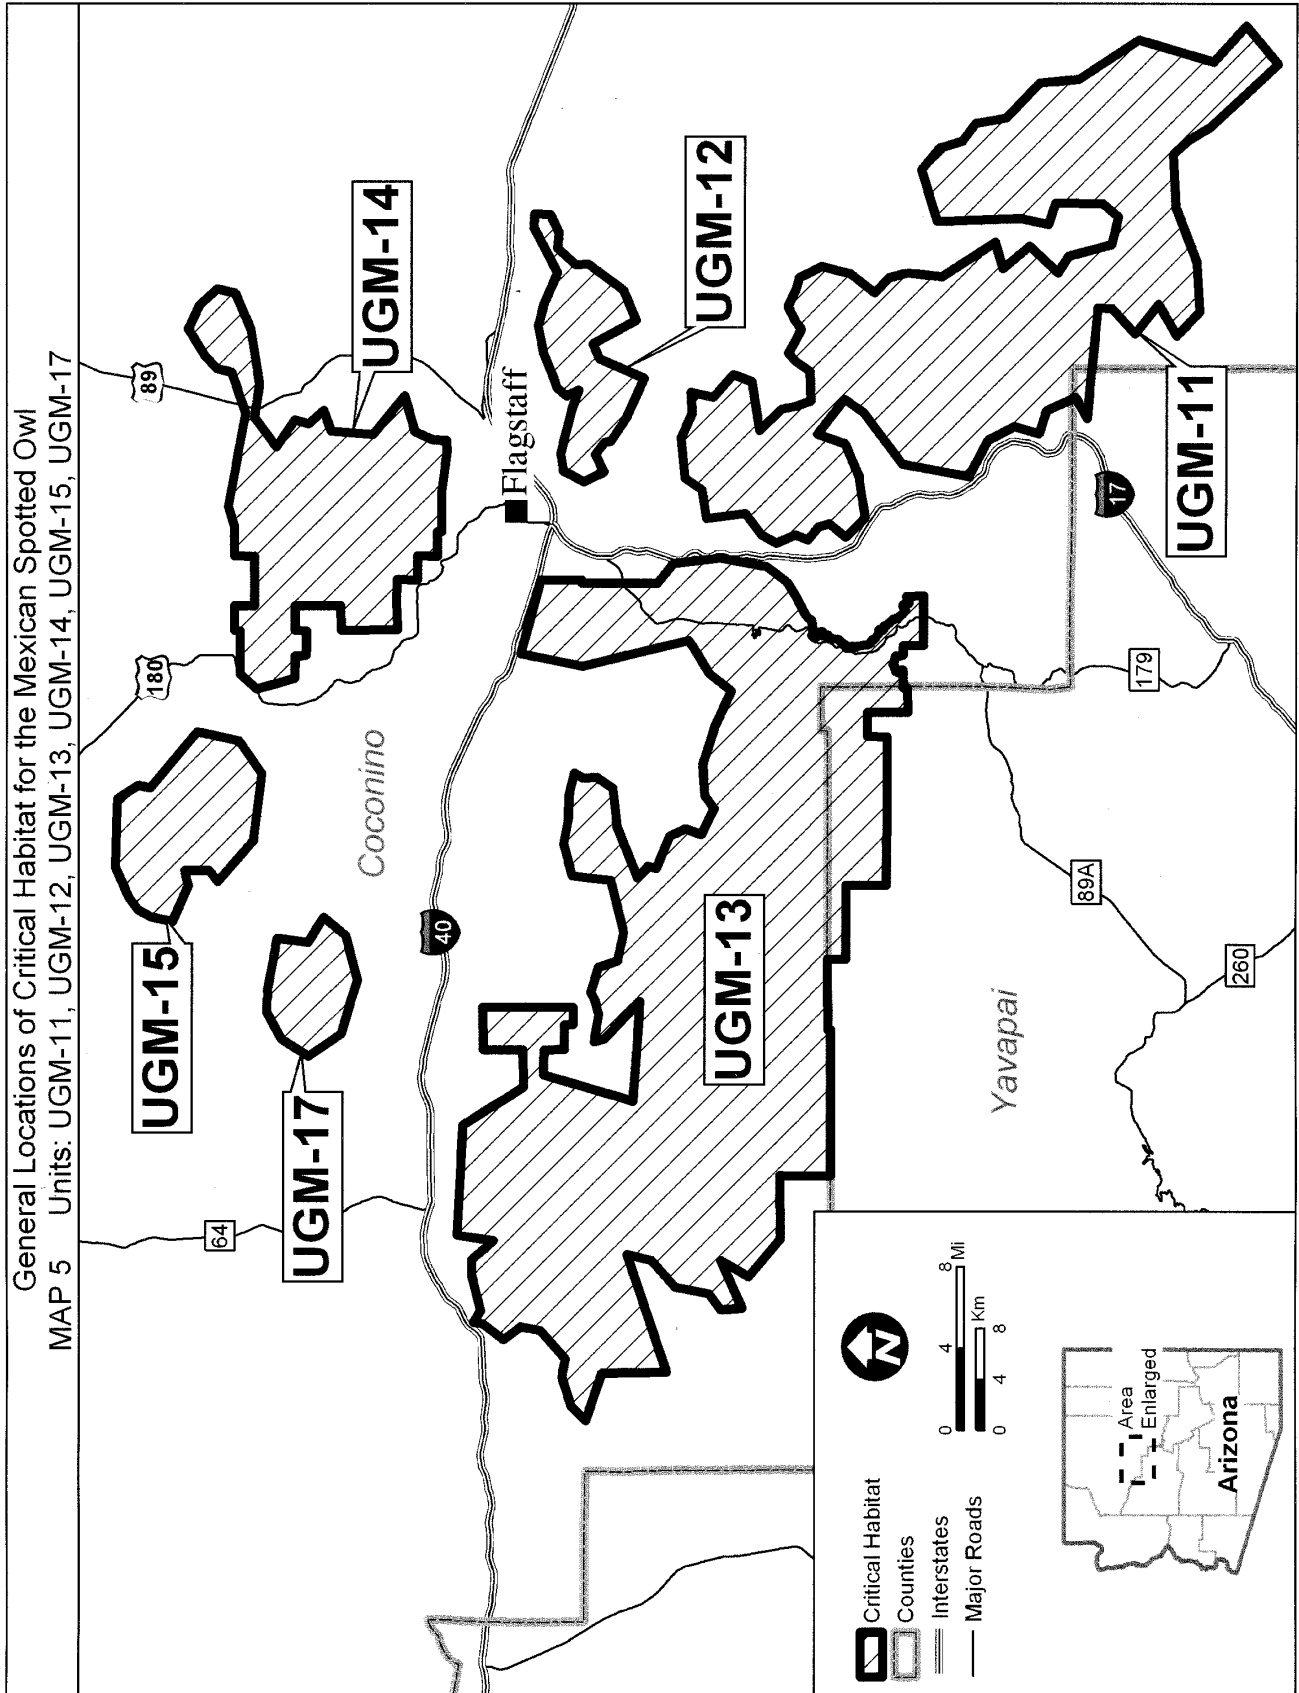 General Locations of Critical Habitat for the Mexican Spotted Owl
MAP 5 Units: UGM-11, UGM-12, UGM-13, UGM-14, UGM-15, UGM-17
64
180
89
UGM-15
UGM-17
UGM-14
Coconino
40
Flagstaff
UGM-12
UGM-13
Yavapai
89A
260
179
17
UGM-11
Critical Habitat
Counties
Interstates
Major Roads
N
0 4 8 Mi
Km
0 4 8
Area
Enlarged
Arizona